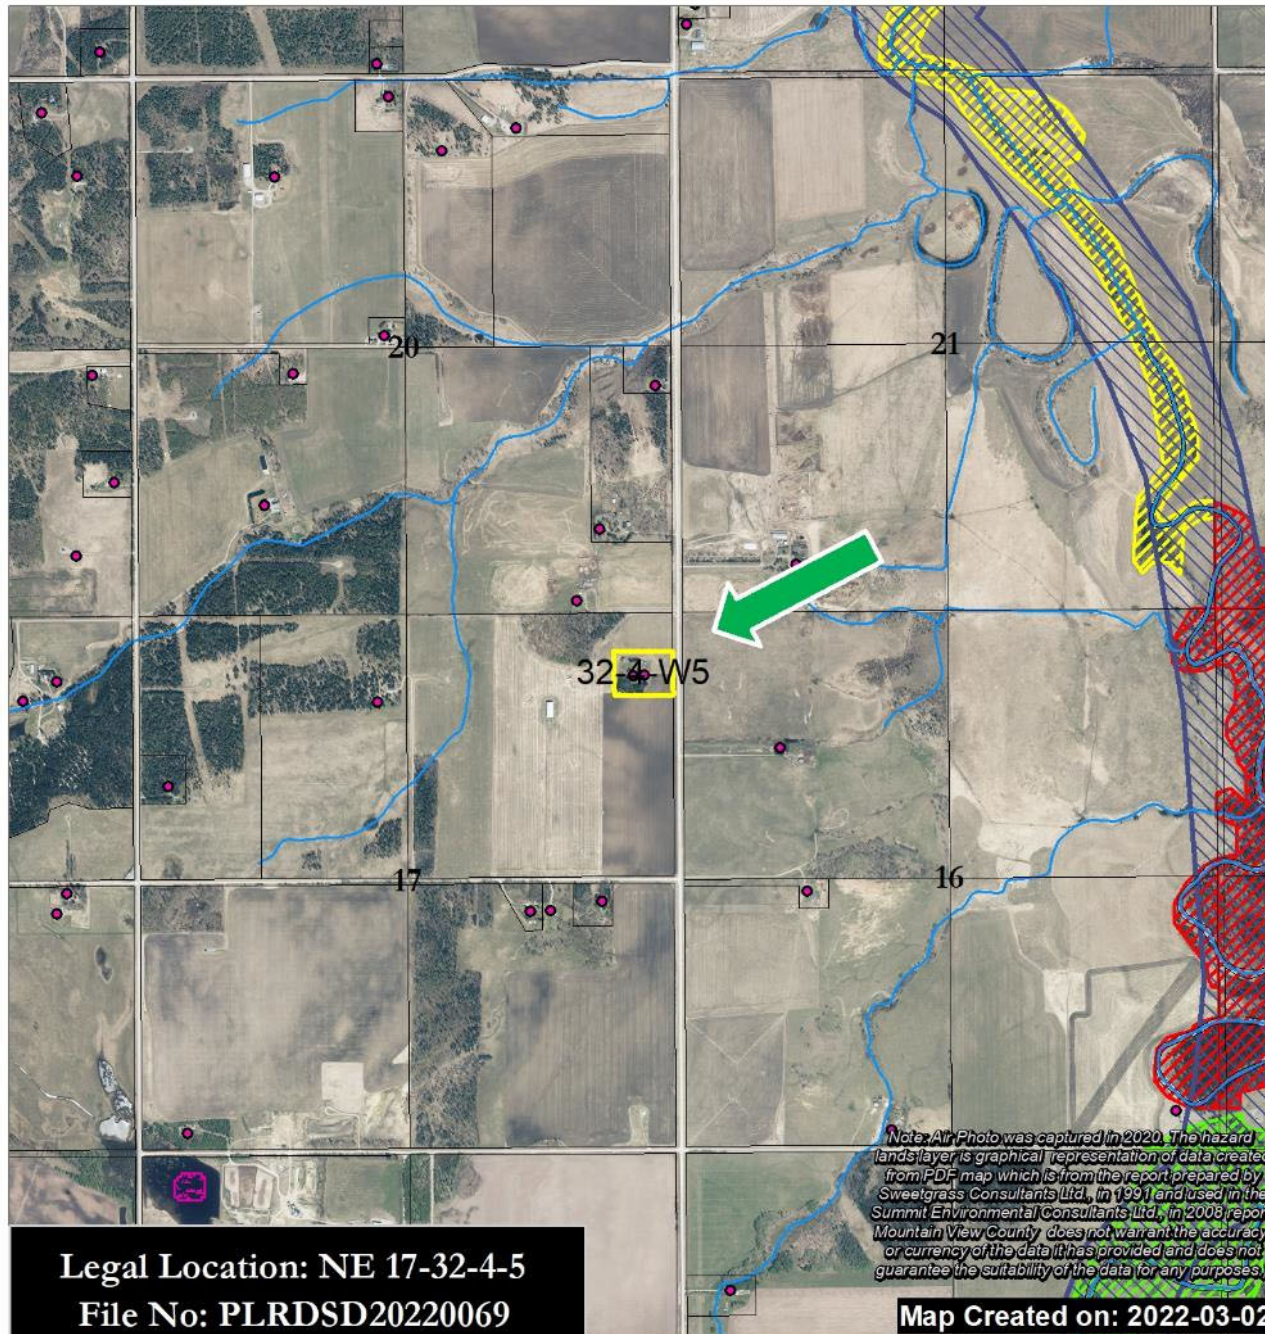 20
21
32-4-W5
17
16
Note: Air Photo was captured in 2020. The hazard
lands layer is graphical representation of data created
from PDF map which is from the report prepared by
Sweetgrass Consultants Ltd., in 1991 and used in the
Summit Environmental Consultants Ltd., in 2008 report
Mountain View County does not warrant the accuracy
or currency of the data it has provided and does not
guarantee the suitability of the data for any purposes.
Legal Location: NE 17-32-4-5
File No: PLRDSD20220069
Map Created on: 2022-03-02